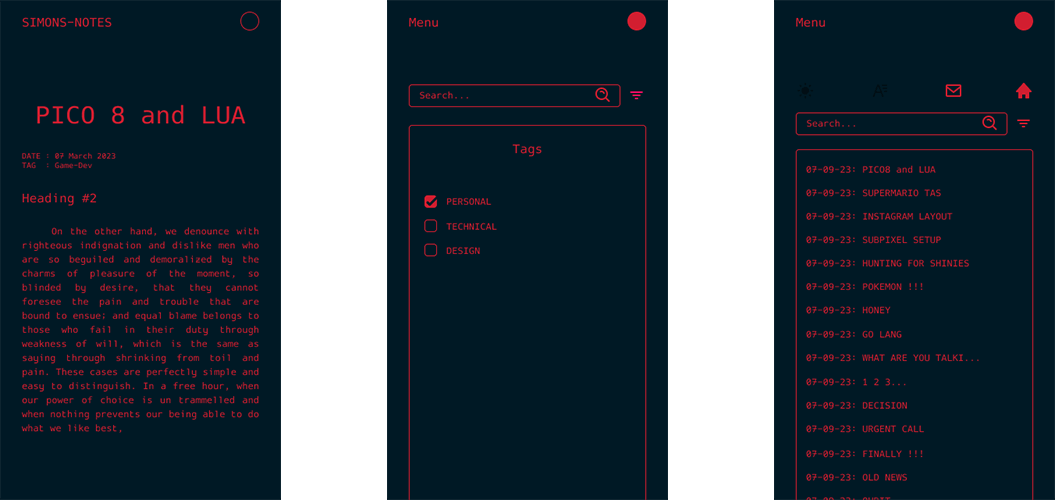 SIMONS~NOTES
PICO 8 and LUA
DATE : 07 March 2023
TAG : Game-Dev
Heading #2
On the other hand, we denounce with
righteous indignation and dislike men who
are so beguiled and demoralized by the
charms of pleasure of the moment, so
blinded by desire, that they cannot
foresee the pain and trouble that are
bound to ensue; and equal blame belongs to
those who fail in their duty through
weakness of will, which is the same as
saying through shrinking from toil and
pain. These cases are perfectly simple and
easy to distinguish. In a free hour, when
our power of choice is un trammelled and
when nothing prevents our being able to do
what we like best,
Menu
Search...
Tags
PERSONAL
TECHNICAL
DESIGN
Menu
Search...
07-09-23: PICO8 and LUA
07-09-23: SUPERMARIO TAS
07-09-23: INSTAGRAM LAYOUT
07-09-23: SUBPIXEL SETUP
07-09-23: HUNTING FOR SHINIES
07-09-23: POKEMON !!!
07-09-23: HONEY
07-09-23: GO LANG
07-09-23: WHAT ARE YOU TALKI...
07-09-23: 1 2 3...
07-09-23: DECISION
07-09-23: URGENT CALL
07-09-23: FINALLY !!!
07-09-23: OLD NEWS